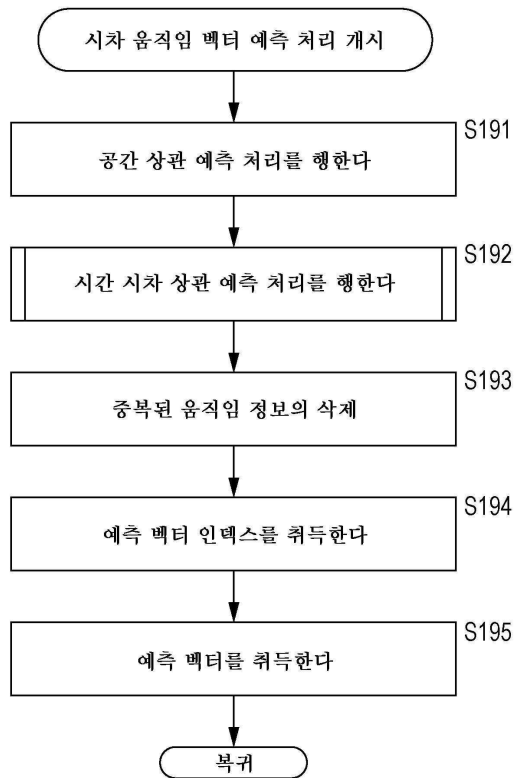 시차 움직임 벡터 예측 처리 개시
S191
공간 상관 예측 처리를 행한다
S192
시간 시차 상관 예측 처리를 행한다
S193
중복된 움직임 정보의 삭제
S194
예측 벡터 인덱스를 취득한다
S195
예측 벡터를 취득한다
복귀